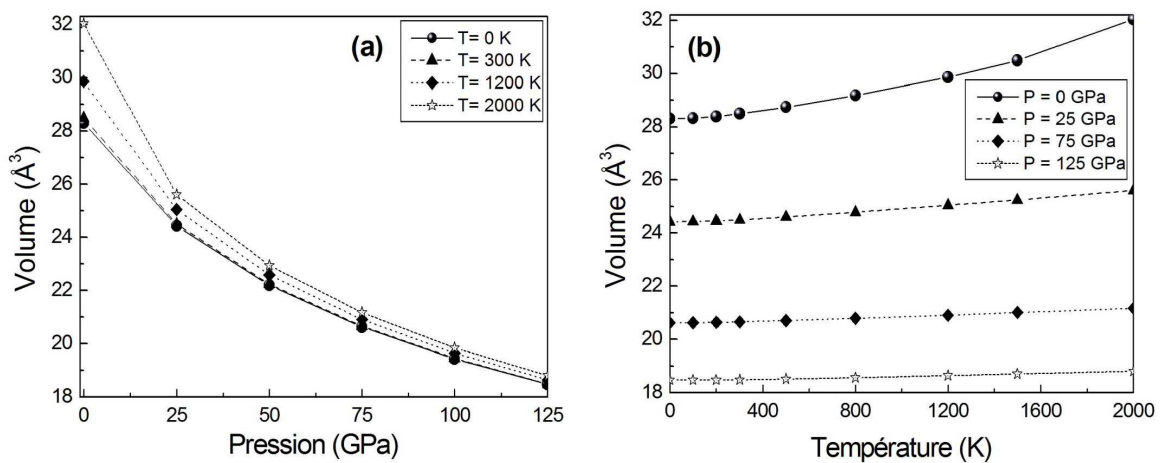 (a)
T= 0 K
T= 300 K
T= 1200 K
T= 2000 K
32
30
28
26
24
22
20
18
0
25
50
75
100
125
Volume (Å³)
Pression (GPa)
(b)
P = 0 GPa
P = 25 GPa
P = 75 GPa
P = 125 GPa
32
30
28
26
24
22
20
18
0
400
800
1200
1600
2000
Volume (Å³)
Température (K)